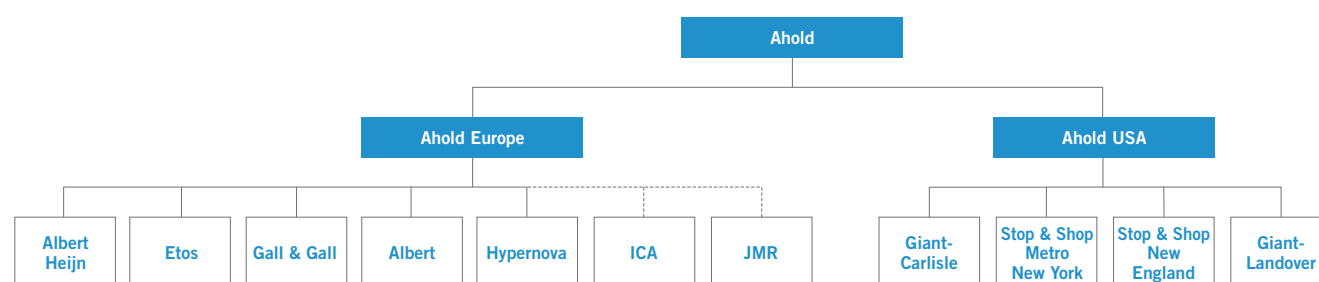 Ahold
Ahold Europe
Ahold USA
Albert
Heijn
Etos
Gall & Gall
Albert
Hypernova
ICA
JMR
Giant-
Carlisle
Stop & Shop
Metro
New York
Stop & Shop
New
England
Giant-
Landover